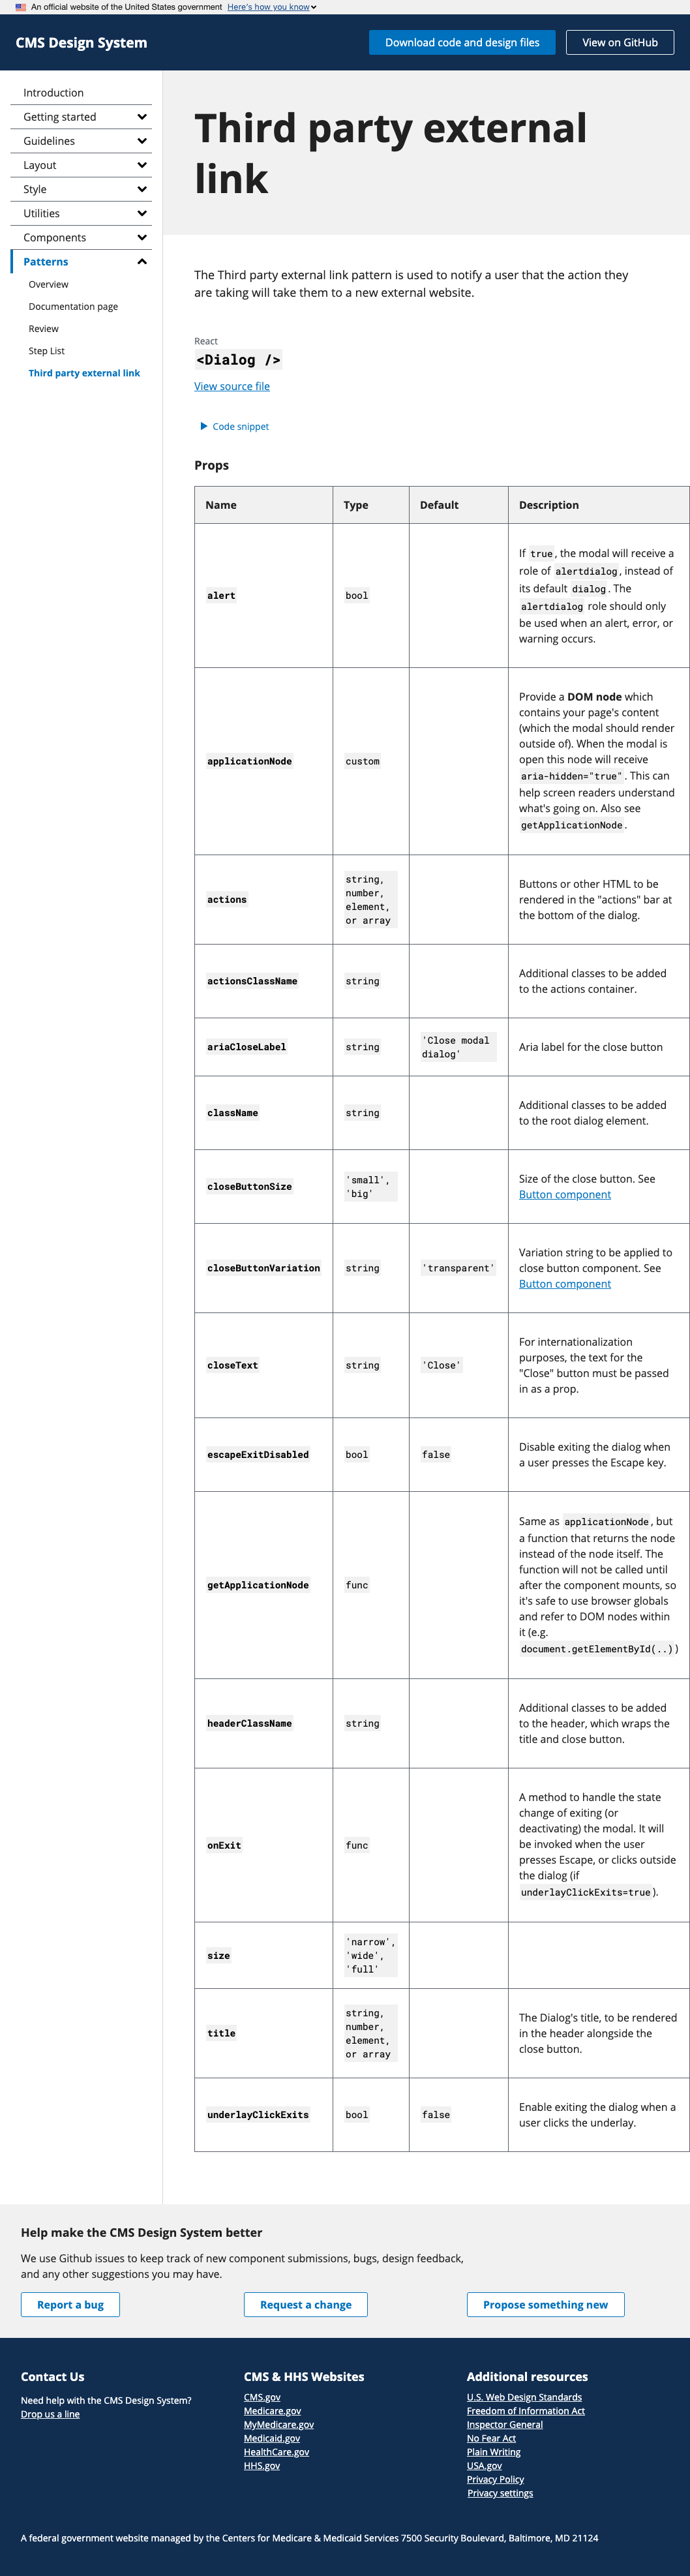 An official website of the United States government Here's how you know
CMS Design System
Download code and design files
View on GitHub
Introduction
Getting started
Guidelines
Layout
Style
Utilities
Components
Patterns
Overview
Documentation page
Review
Step List
Third party external link
Third party external
link
The Third party external link pattern is used to notify a user that the action they
are taking will take them to a new external website.
React
<Dialog />
View source file
Code snippet
Props
Name Type Default Description
alert bool
If true, the modal will receive a
role of alertdialog, instead of
its default dialog. The
alertdialog role should only
be used when an alert, error, or
warning occurs.
applicationNode custom
Provide a DOM node which
contains your page's content
(which the modal should render
outside of). When the modal is
open this node will receive
aria-hidden="true". This can
help screen readers understand
what's going on. Also see
getApplicationNode.
actions
string,
number,
element,
or array
Buttons or other HTML to be
rendered in the "actions" bar at
the bottom of the dialog.
actionsClassName string
Additional classes to be added
to the actions container.
ariaCloseLabel string
'Close modal
dialog'
Aria label for the close button
className string
Additional classes to be added
to the root dialog element.
closeButtonSize
'small',
'big'
Size of the close button. See
Button component
closeButtonVariation string 'transparent'
Variation string to be applied to
close button component. See
Button component
closeText string 'Close'
For internationalization
purposes, the text for the
"Close" button must be passed
in as a prop.
escapeExitDisabled bool false
Disable exiting the dialog when
a user presses the Escape key.
getApplicationNode func
Same as applicationNode, but
a function that returns the node
instead of the node itself. The
function will not be called until
after the component mounts, so
it's safe to use browser globals
and refer to DOM nodes within
it (e.g.
document.getElementById(..))
headerClassName string
Additional classes to be added
to the header, which wraps the
title and close button.
onExit func
A method to handle the state
change of exiting (or
deactivating) the modal. It will
be invoked when the user
presses Escape, or clicks outside
the dialog (if
underlayClickExits=true).
size
'narrow',
'wide',
'full'
title
string,
number,
element,
or array
The Dialog's title, to be rendered
in the header alongside the
close button.
underlayClickExits bool false
Enable exiting the dialog when a
user clicks the underlay.
Help make the CMS Design System better
We use Github issues to keep track of new component submissions, bugs, design feedback,
and any other suggestions you may have.
Report a bug
Request a change
Propose something new
Contact Us
Need help with the CMS Design System?
Drop us a line
CMS & HHS Websites
CMS.gov
Medicare.gov
MyMedicare.gov
Medicaid.gov
HealthCare.gov
HHS.gov
Additional resources
U.S. Web Design Standards
Freedom of Information Act
Inspector General
No Fear Act
Plain Writing
USA.gov
Privacy Policy
Privacy settings
A federal government website managed by the Centers for Medicare & Medicaid Services 7500 Security Boulevard, Baltimore, MD 21124